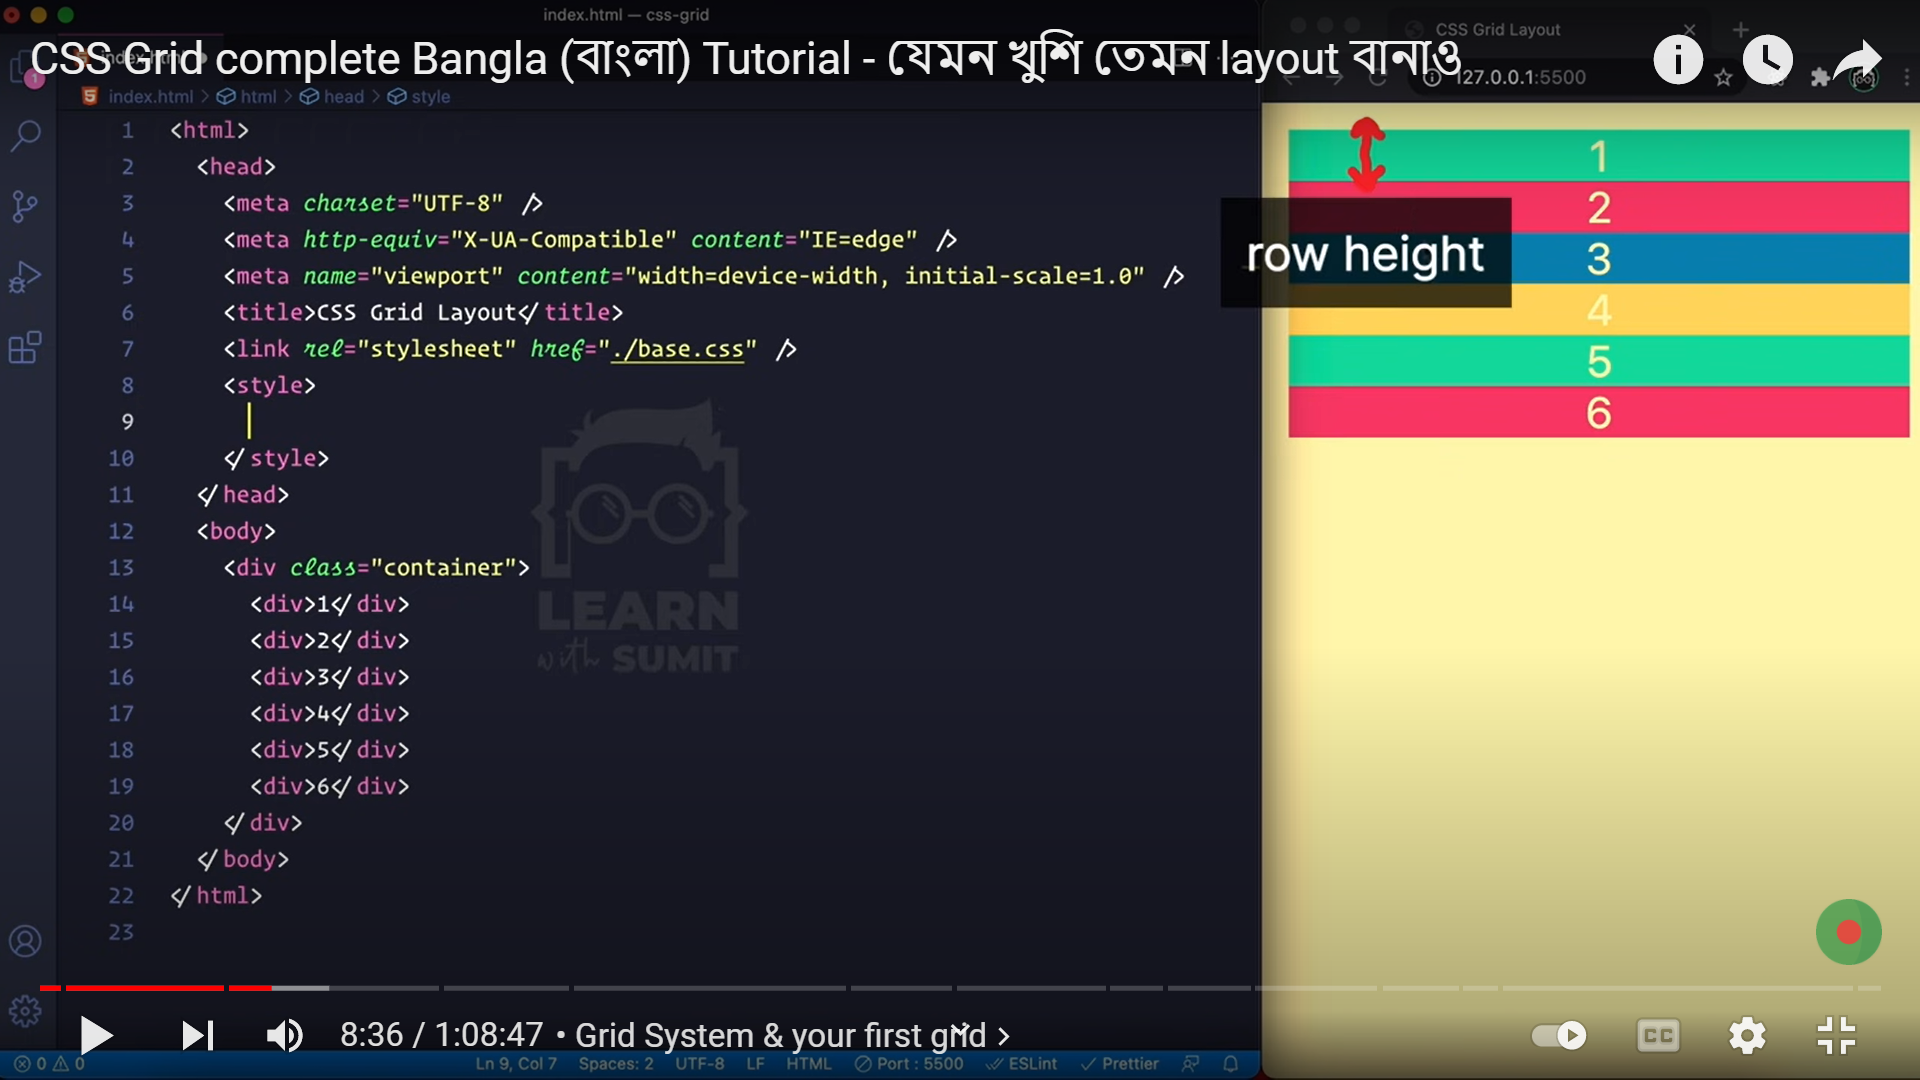 index.html — css-grid
CSS Grid Layout
CSS Grid complete Bangla (বাংলা) Tutorial - যেমন খুশি তেমন layout বানাও
127.0.0.1:5500
1
index.html > html > head > style
1 <html>
2 <head>
3 <meta charset="UTF-8" />
4 <meta http-equiv="X-UA-Compatible" content="IE=edge" />
5 <meta name="viewport" content="width=device-width, initial-scale=1.0" />
6 <title>CSS Grid Layout</title>
7 <link rel="stylesheet" href="./base.css" />
8 <style>
9
10 </style>
11 </head>
12 <body>
13 <div class="container">
14 <div>1</div>
15 <div>2</div>
16 <div>3</div>
17 <div>4</div>
18 <div>5</div>
19 <div>6</div>
20 </div>
21 </body>
22 </html>
23
LEARN
with SUMIT
1
2
row height
3
4
5
6
8:36 / 1:08:47 • Grid System & your first grid >
CC
0 0 Ln 9, Col 7 Spaces: 2 UTF-8 LF HTML Port : 5500 ESLint Prettier